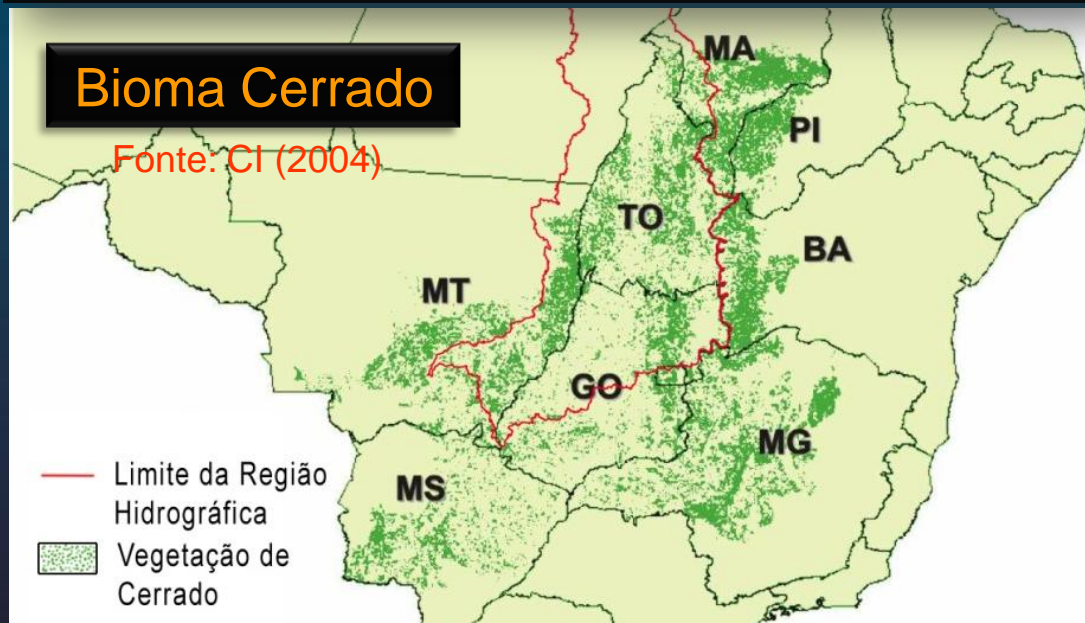 Bioma Cerrado
Fonte: CI (2004)
MA
PI
TO
BA
MT
GO
MG
MS
Limite da Região
Hidrográfica
Vegetação de
Cerrado